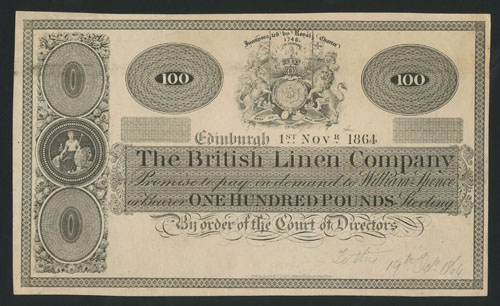 Incorporated by Royal Charter
1746.
100
100
Edinburgh 1ST NOVR 1864
The British Linen Company
Promise to pay on demand to William Spence
or Bearer ONE HUNDRED POUNDS Sterling
By order of the Court of Directors
19th